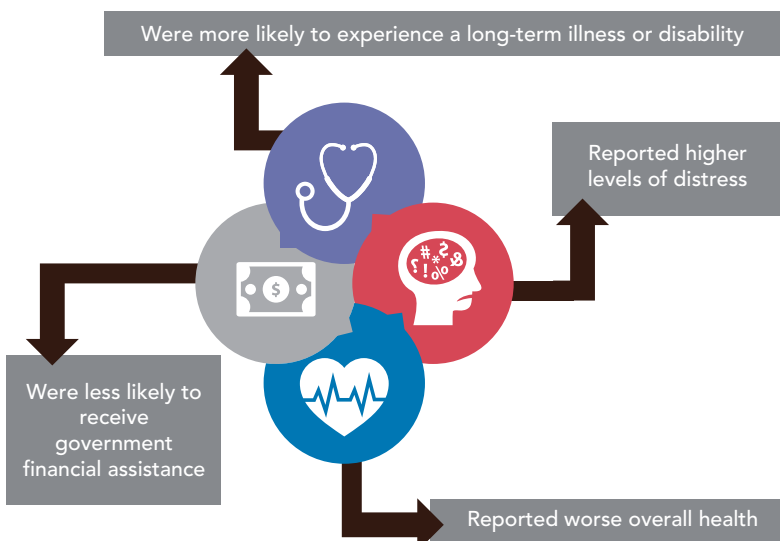 Were more likely to experience a long-term illness or disability
Reported higher
levels of distress
$
#$
*&
?!%
Were less likely to
receive
government
financial assistance
Reported worse overall health